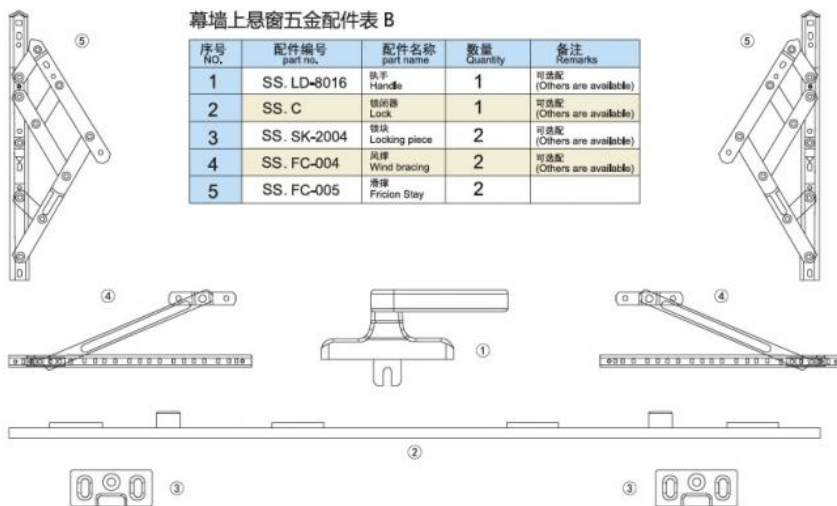 幕墙上悬窗五金配件表 B
序号 配件编号 配件名称 数量 备注
NO. part no. part name Quantity Remarks
1 SS. LD-8016 执手 Handle 1 可选配 (Others are available)
2 SS. C 锁闭器 Lock 1 可选配 (Others are available)
3 SS. SK-2004 锁块 Locking piece 2 可选配 (Others are available)
4 SS. FC-004 风撑 Wind bracing 2 可选配 (Others are available)
5 SS. FC-005 滑撑 Fricion Stay 2
⑤ ⑤
④ ④
①
②
③ ③